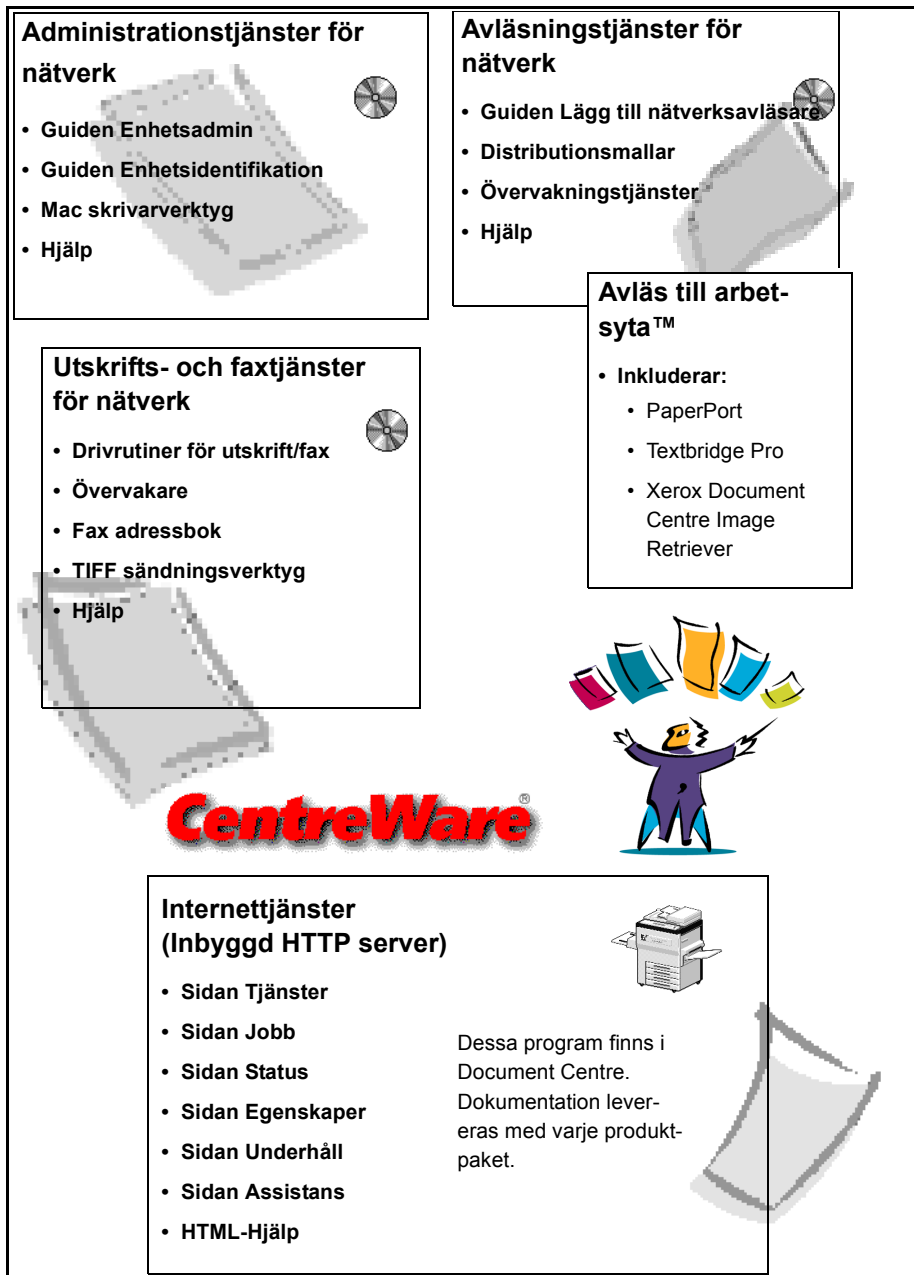 Administrationstjänster för
nätverk
• Guiden Enhetsadmin
• Guiden Enhetsidentifikation
• Mac skrivarverktyg
• Hjälp
Avläsningstjänster för
nätverk
• Guiden Lägg till nätverksavläsare
• Distributionsmallar
• Övervakningstjänster
• Hjälp
Avläs till arbet-
syta™
• Inkluderar:
• PaperPort
• Textbridge Pro
• Xerox Document
Centre Image
Retriever
Utskrifts- och faxtjänster
för nätverk
• Drivrutiner för utskrift/fax
• Övervakare
• Fax adressbok
• TIFF sändningsverktyg
• Hjälp
CentreWare®
Internettjänster
(Inbyggd HTTP server)
• Sidan Tjänster
• Sidan Jobb
• Sidan Status
• Sidan Egenskaper
• Sidan Underhåll
• Sidan Assistans
• HTML-Hjälp
Dessa program finns i
Document Centre.
Dokumentation lever-
eras med varje produkt-
paket.